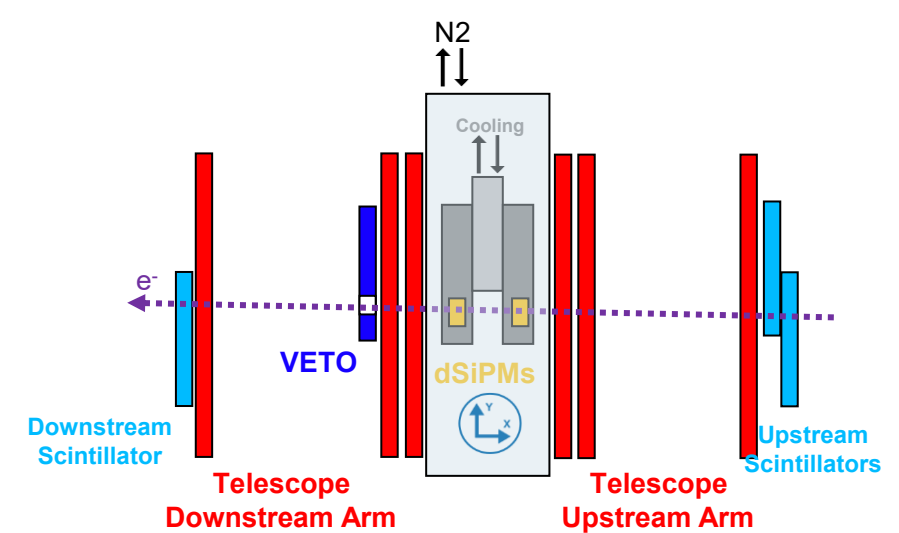 N2
Cooling
e-
VETO
dSiPMs
Y
X
Downstream
Scintillator
Upstream
Scintillators
Telescope
Downstream Arm
Telescope
Upstream Arm